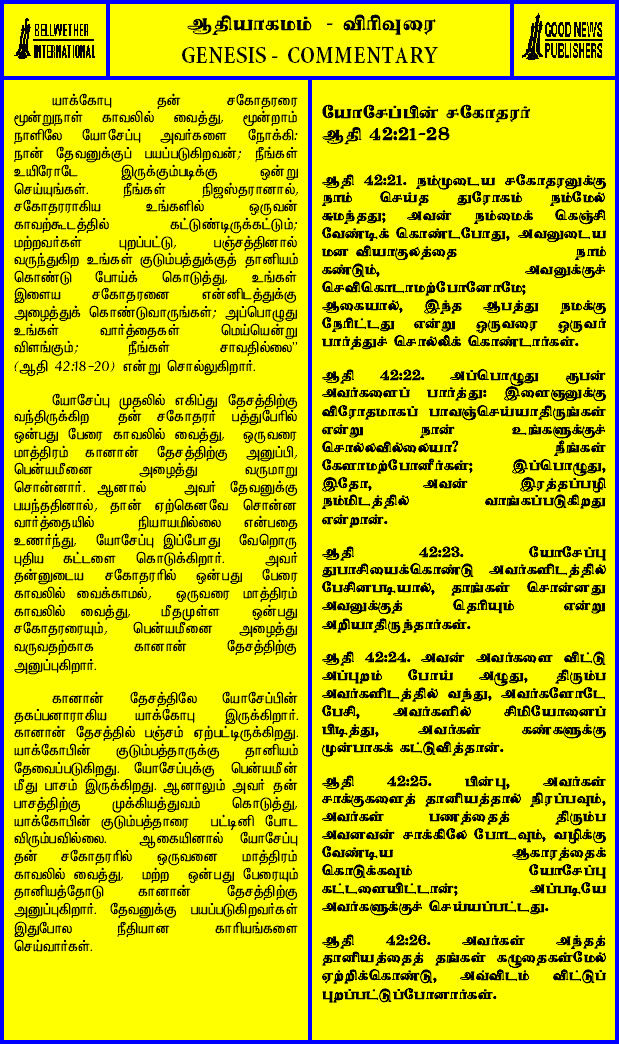 BELLWETHER
INTERNATIONAL
ஆதியாகமம் - விரிவுரை
GENESIS - COMMENTARY
GOOD NEWS
PUBLISHERS
யாக்கோபு தன் சகோதரரை
மூன்றுநாள் காவலில் வைத்து, மூன்றாம்
நாளிலே யோசேப்பு அவர்களை நோக்கி:
நான் தேவனுக்குப் பயப்படுகிறவன்; நீங்கள்
உயிரோடே இருக்கும்படிக்கு ஒன்று
செய்யுங்கள். நீங்கள் நிஜஸ்தரானால்,
சகோதரராகிய உங்களில் ஒருவன்
காவற்கூடத்தில் கட்டுண்டிருக்கட்டும்;
மற்றவர்கள் புறப்பட்டு, பஞ்சத்தினால்
வருந்துகிற உங்கள் குடும்பத்துக்குத் தானியம்
கொண்டு போய்க் கொடுத்து, உங்கள்
இளைய சகோதரனை என்னிடத்துக்கு
அழைத்துக் கொண்டுவாருங்கள்; அப்பொழுது
உங்கள் வார்த்தைகள் மெய்யென்று
விளங்கும்; நீங்கள் சாவதில்லை"
(ஆதி 42:18-20) என்று சொல்லுகிறார்.
யோசேப்பு முதலில் எகிப்து தேசத்திற்கு
வந்திருக்கிற தன் சகோதரர் பத்துபேரில்
ஒன்பது பேரை காவலில் வைத்து, ஒருவரை
மாத்திரம் கானான் தேசத்திற்கு அனுப்பி,
பென்யமீனை அழைத்து வருமாறு
சொன்னார். ஆனால் அவர் தேவனுக்கு
பயந்ததினால், தான் ஏற்கெனவே சொன்ன
வார்த்தையில் நியாயமில்லை என்பதை
உணர்ந்து, யோசேப்பு இப்போது வேறொரு
புதிய கட்டளை கொடுக்கிறார். அவர்
தன்னுடைய சகோதரரில் ஒன்பது பேரை
காவலில் வைக்காமல், ஒருவரை மாத்திரம்
காவலில் வைத்து, மீதமுள்ள ஒன்பது
சகோதரரையும், பென்யமீனை அழைத்து
வருவதற்காக கானான் தேசத்திற்கு
அனுப்புகிறார்.
கானான் தேசத்திலே யோசேப்பின்
தகப்பனாராகிய யாக்கோபு இருக்கிறார்.
கானான் தேசத்தில் பஞ்சம் ஏற்பட்டிருக்கிறது.
யாக்கோபின் குடும்பத்தாருக்கு தானியம்
தேவைப்படுகிறது. யோசேப்புக்கு பென்யமீன்
மீது பாசம் இருக்கிறது. ஆனாலும் அவர் தன்
பாசத்திற்கு முக்கியத்துவம் கொடுத்து,
யாக்கோபின் குடும்பத்தாரை பட்டினி போட
விரும்பவில்லை. ஆகையினால் யோசேப்பு
தன் சகோதரரில் ஒருவனை மாத்திரம்
காவலில் வைத்து, மற்ற ஒன்பது பேரையும்
தானியத்தோடு கானான் தேசத்திற்கு
அனுப்புகிறார். தேவனுக்கு பயப்படுகிறவர்கள்
இதுபோல நீதியான காரியங்களை
செய்வார்கள்.
யோசேப்பின் சகோதரர்
ஆதி 42:21-28
ஆதி 42:21. நம்முடைய சகோதரனுக்கு
நாம் செய்த துரோகம் நம்மேல்
சுமந்தது; அவன் நம்மைக் கெஞ்சி
வேண்டிக் கொண்டபோது, அவனுடைய
மன வியாகுலத்தை நாம்
கண்டும், அவனுக்குச்
செவிகொடாமற்போனோமே;
ஆகையால், இந்த ஆபத்து நமக்கு
நேரிட்டது என்று ஒருவரை ஒருவர்
பார்த்துச் சொல்லிக் கொண்டார்கள்.
ஆதி 42:22. அப்பொழுது ரூபன்
அவர்களைப் பார்த்து: இளைஞனுக்கு
விரோதமாகப் பாவஞ்செய்யாதிருங்கள்
என்று நான் உங்களுக்குச்
சொல்லவில்லையா? நீங்கள்
கேளாமற்போனீர்கள்; இப்பொழுது,
இதோ, அவன் இரத்தப்பழி
நம்மிடத்தில் வாங்கப்படுகிறது
என்றான்.
ஆதி 42:23. யோசேப்பு
துபாசியைக்கொண்டு அவர்களிடத்தில்
பேசினபடியால், தாங்கள் சொன்னது
அவனுக்குத் தெரியும் என்று
அறியாதிருந்தார்கள்.
ஆதி 42:24. அவன் அவர்களை விட்டு
அப்புறம் போய் அழுது, திரும்ப
அவர்களிடத்தில் வந்து, அவர்களோடே
பேசி, அவர்களில் சிமியோனைப்
பிடித்து, அவர்கள் கண்களுக்கு
முன்பாகக் கட்டுவித்தான்.
ஆதி 42:25. பின்பு, அவர்கள்
சாக்குகளைத் தானியத்தால் நிரப்பவும்,
அவர்கள் பணத்தைத் திரும்ப
அவனவன் சாக்கிலே போடவும், வழிக்கு
வேண்டிய ஆகாரத்தைக்
கொடுக்கவும் யோசேப்பு
கட்டளையிட்டான்; அப்படியே
அவர்களுக்குச் செய்யப்பட்டது.
ஆதி 42:26. அவர்கள் அந்தத்
தானியத்தைத் தங்கள் கழுதைகள்மேல்
ஏற்றிக்கொண்டு, அவ்விடம் விட்டுப்
புறப்பட்டுப்போனார்கள்.